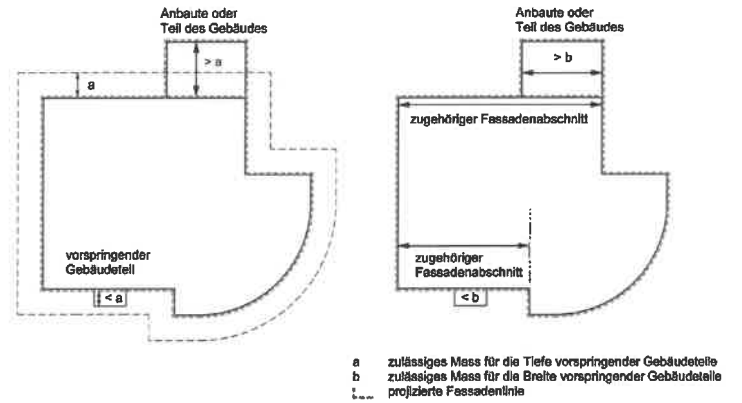 Anbaute oder
Teil des Gebäudes
> a
a
vorspringender
Gebäudeteil
< a
Anbaute oder
Teil des Gebäudes
> b
zugehöriger Fassadenabschnitt
zugehöriger
Fassadenabschnitt
< b
a zulässiges Mass für die Tiefe vorspringender Gebäudeteile
b zulässiges Mass für die Breite vorspringender Gebäudeteile
projizierte Fassadenlinie